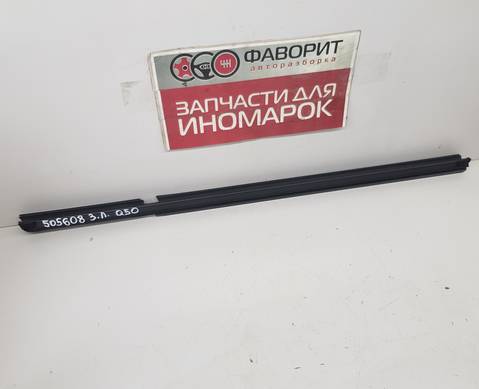 ФАВОРИТ
авторазборка
ЗАПЧАСТИ ДЛЯ
ИНОМАРОК
505608 З.Л. Q50